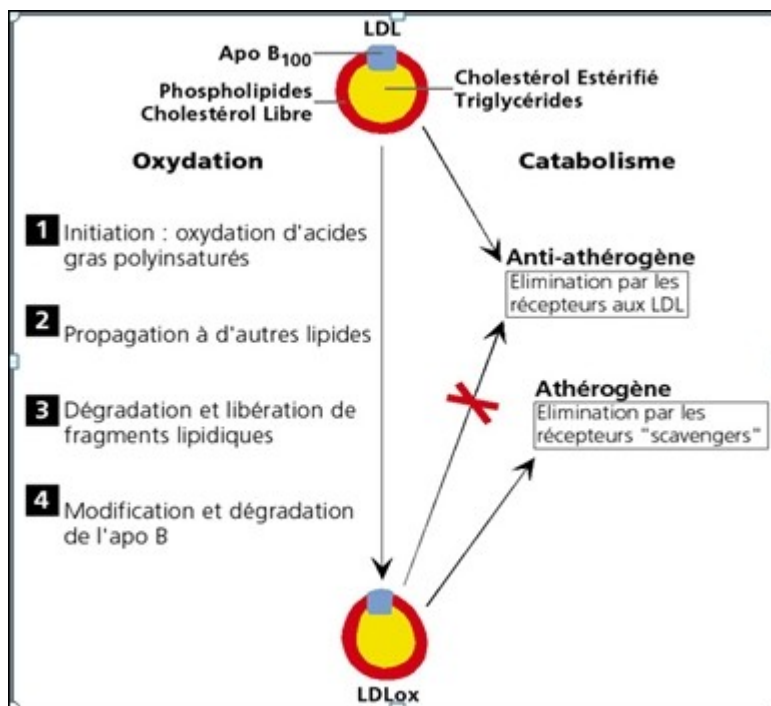 LDL
Apo B100
Phospholipides
Cholestérol Libre
Cholestérol Estérifié
Triglycérides
Oxydation
Catabolisme
1 Initiation : oxydation d'acides
gras polyinsaturés
2 Propagation à d'autres lipides
3 Dégradation et libération de
fragments lipidiques
4 Modification et dégradation
de l'apo B
Anti-athérogène
Elimination par les
récepteurs aux LDL
Athérogène
Elimination par les
récepteurs "scavengers"
LDLox